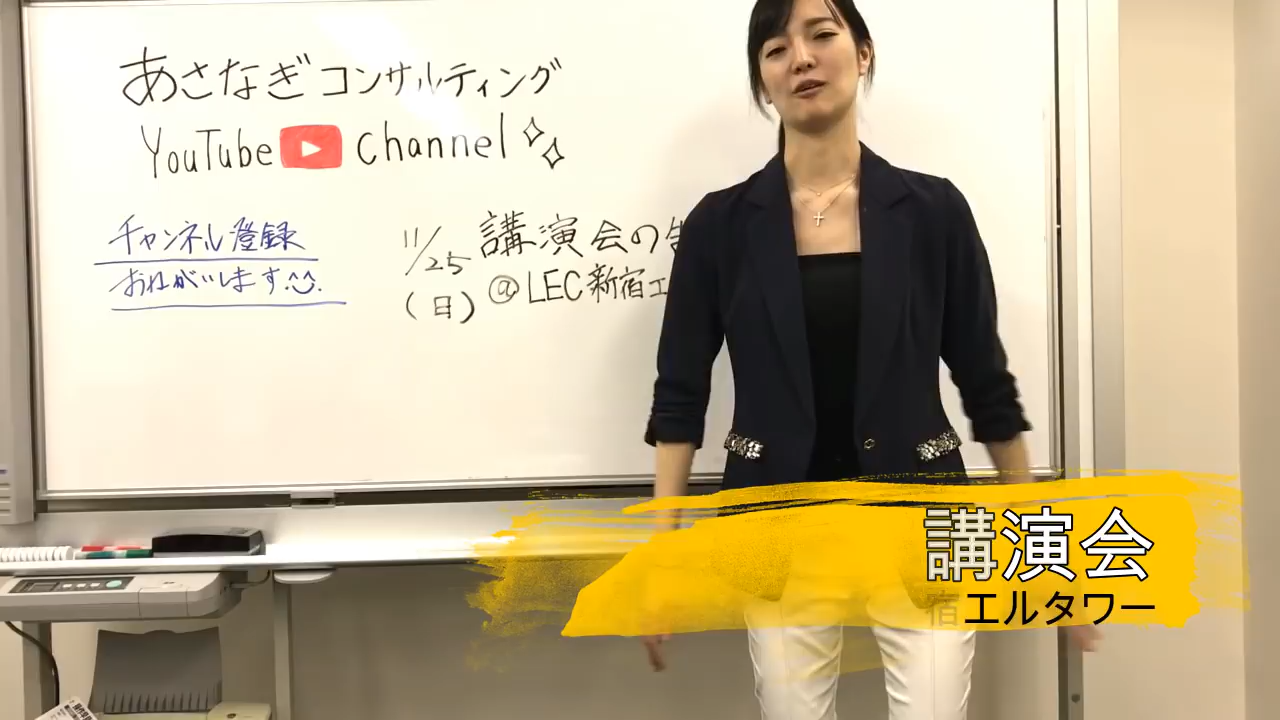 あさなぎコンサルティング
YouTube channel
チャンネル登録
おねがいします
11/25 講演会の告
(日) @LEC新宿エ
講演会
宿エルタワー